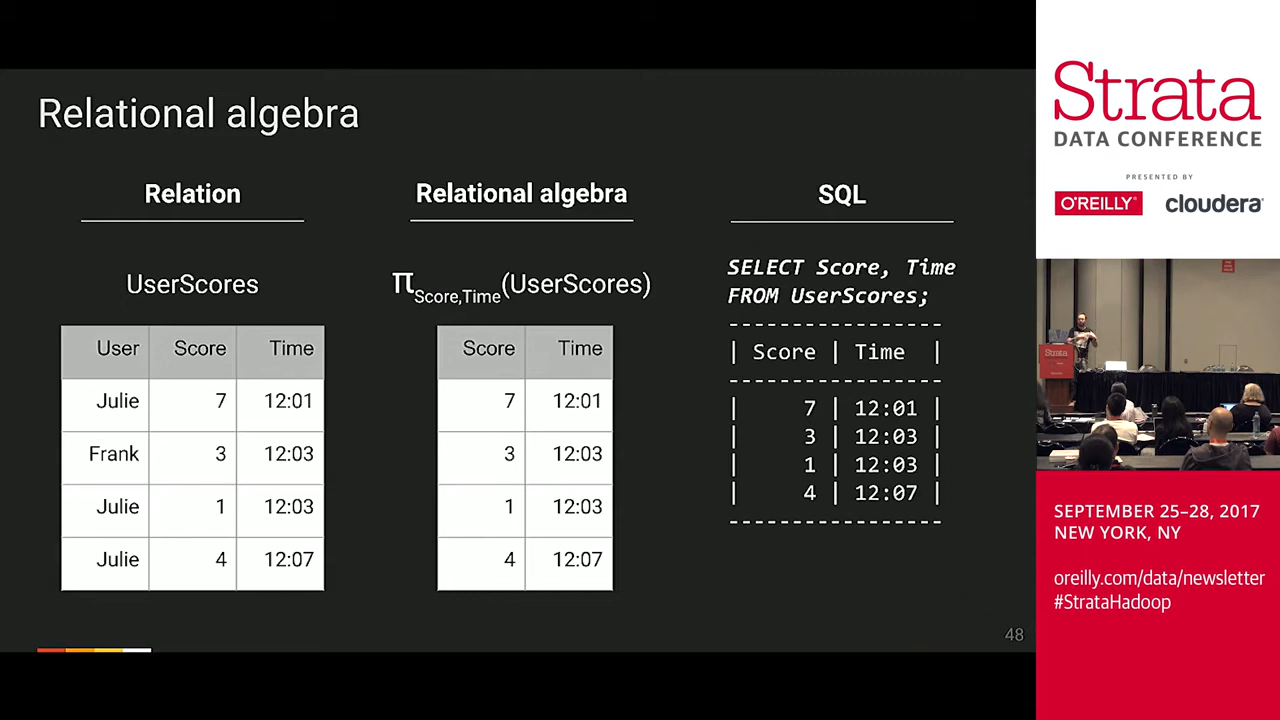 Relational algebra
Relation
UserScores
User Score Time
Julie 7 12:01
Frank 3 12:03
Julie 1 12:03
Julie 4 12:07
Relational algebra
π Score,Time (UserScores)
Score Time
7 12:01
3 12:03
1 12:03
4 12:07
SQL
SELECT Score, Time
FROM UserScores;
-----------------
| Score | Time |
-----------------
| 7 | 12:01 |
| 3 | 12:03 |
| 1 | 12:03 |
| 4 | 12:07 |
-----------------
48
Strata
DATA CONFERENCE
PRESENTED BY
O'REILLY® cloudera
Strata
SEPTEMBER 25–28, 2017
NEW YORK, NY
oreilly.com/data/newsletter
#StrataHadoop